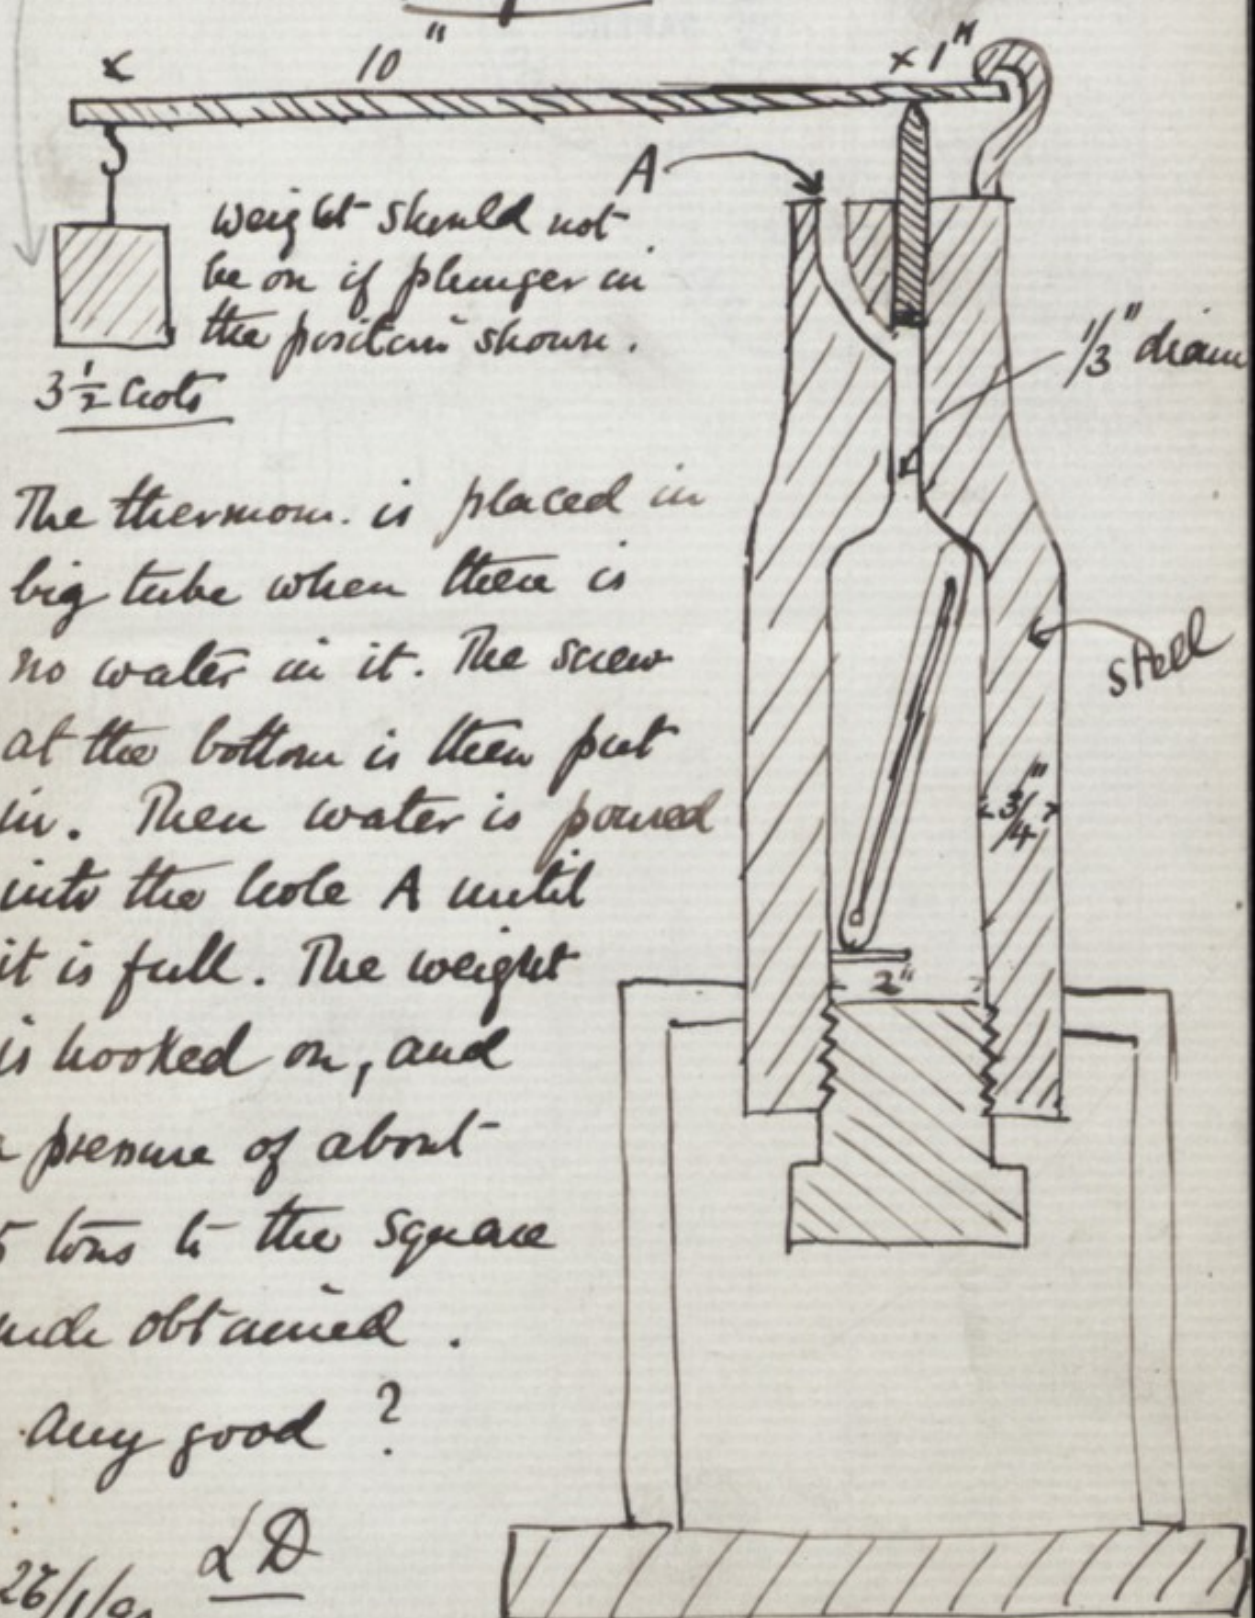 x 10" x 1"
A
weight should not
be on if plunger in
the position shown.
3½ cwts
1/3" diam
The thermom. is placed in
big tube when there is
no water in it. The screw
steel
at the bottom is then put
in. Then water is poured
3/4"
into the hole A until
it is full. The weight
2"
is hooked on, and
a pressure of about
5 tons to the square
inch obtained.
Any good?
LD